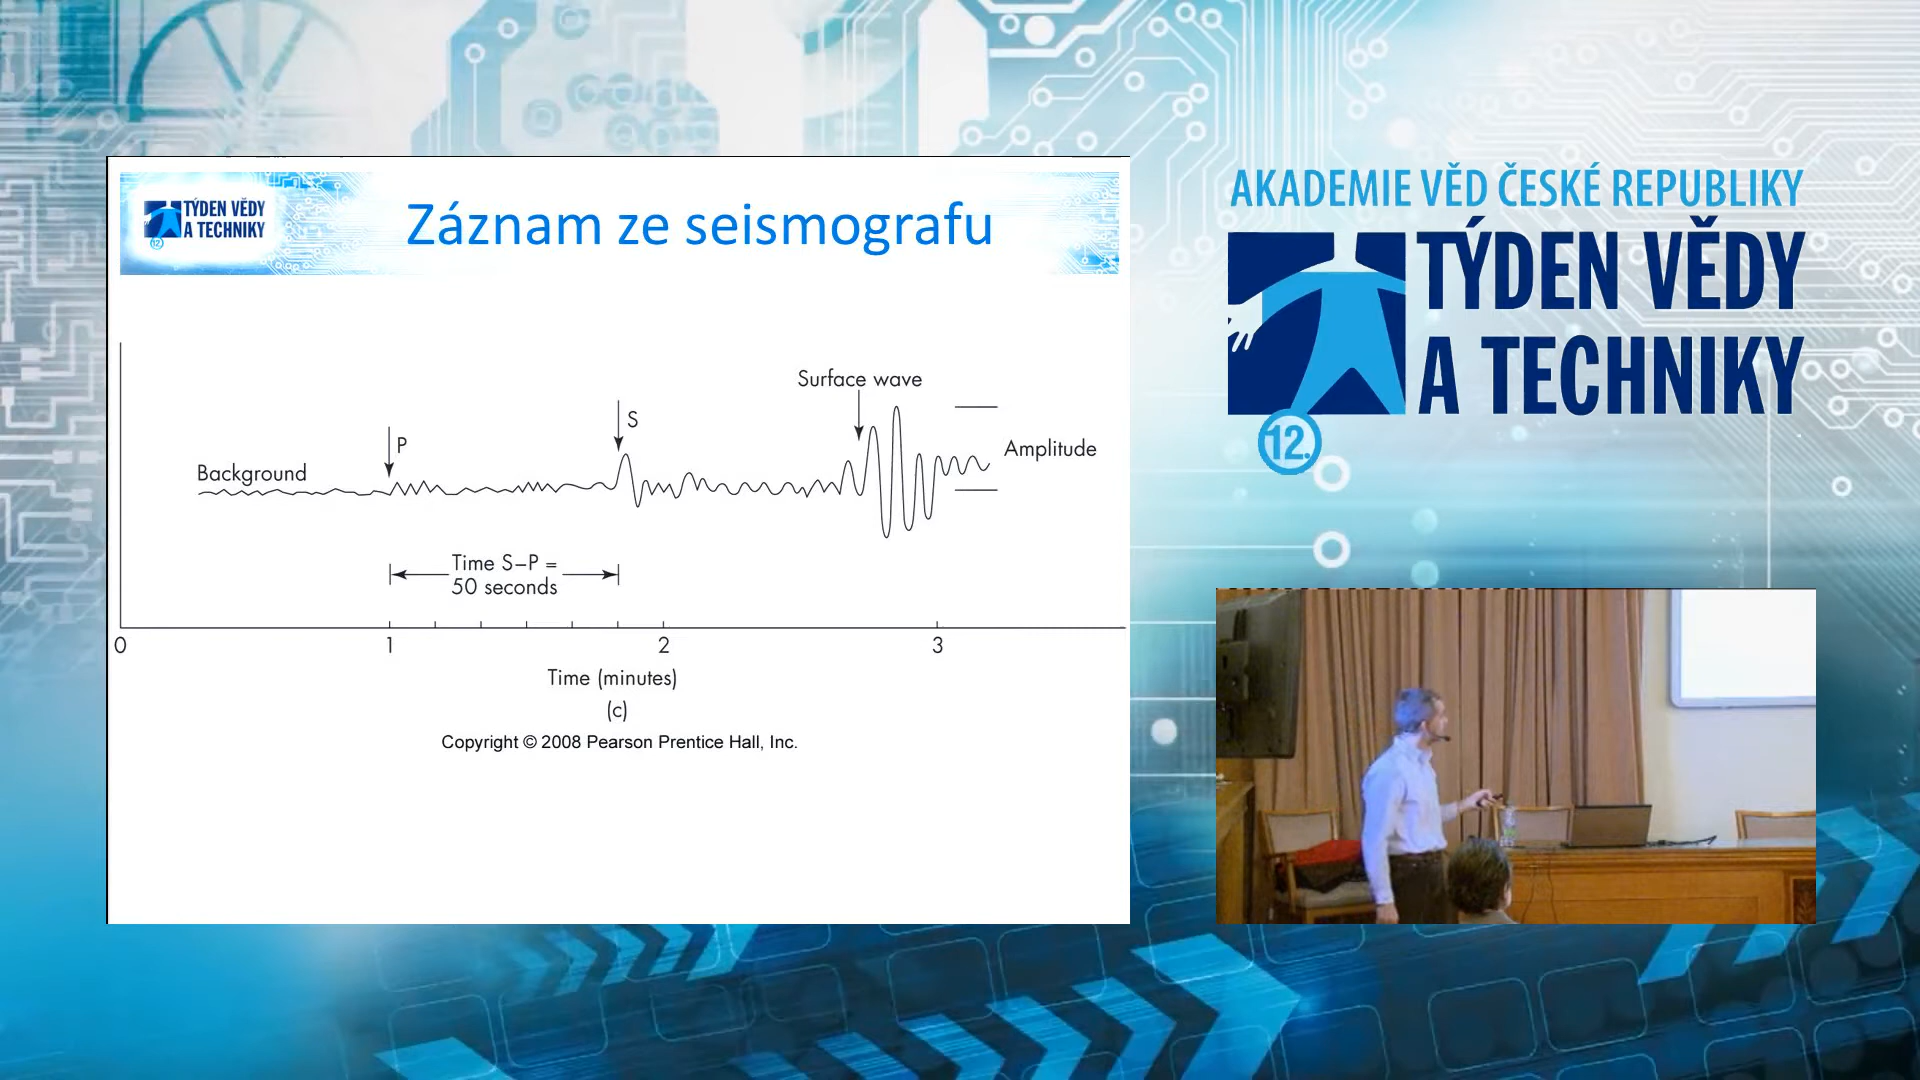 TÝDEN VĚDY
A TECHNIKY
12.
Záznam ze seismografu
Surface wave
S
P
Amplitude
Background
Time S–P =
50 seconds
0 1 2 3
Time (minutes)
(c)
Copyright © 2008 Pearson Prentice Hall, Inc.
AKADEMIE VĚD ČESKÉ REPUBLIKY
TÝDEN VĚDY
A TECHNIKY
12.